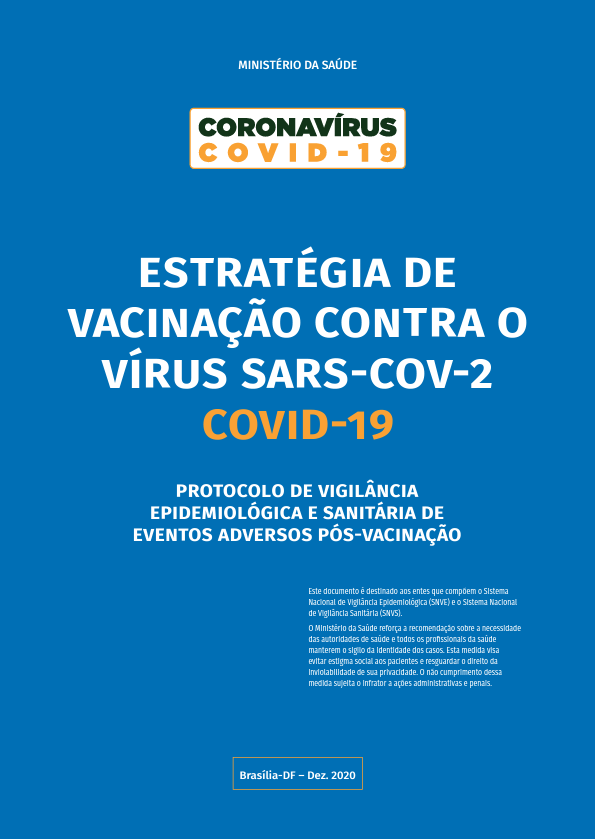 MINISTÉRIO DA SAÚDE
CORONAVÍRUS
COVID-19
ESTRATÉGIA DE
VACINAÇÃO CONTRA O
VÍRUS SARS-COV-2
COVID-19
PROTOCOLO DE VIGILÂNCIA
EPIDEMIOLÓGICA E SANITÁRIA DE
EVENTOS ADVERSOS PÓS-VACINAÇÃO
Este documento é destinado aos entes que compõem o Sistema
Nacional de Vigilância Epidemiológica (SNVE) e o Sistema Nacional
de Vigilância Sanitária (SNVS).
O Ministério da Saúde reforça a recomendação sobre a necessidade
das autoridades de saúde e todos os profissionais da saúde
manterem o sigilo da identidade dos casos. Esta medida visa
evitar estigma social aos pacientes e resguardar o direito da
inviolabilidade de sua privacidade. O não cumprimento dessa
medida sujeita o infrator a ações administrativas e penais.
Brasília-DF – Dez. 2020